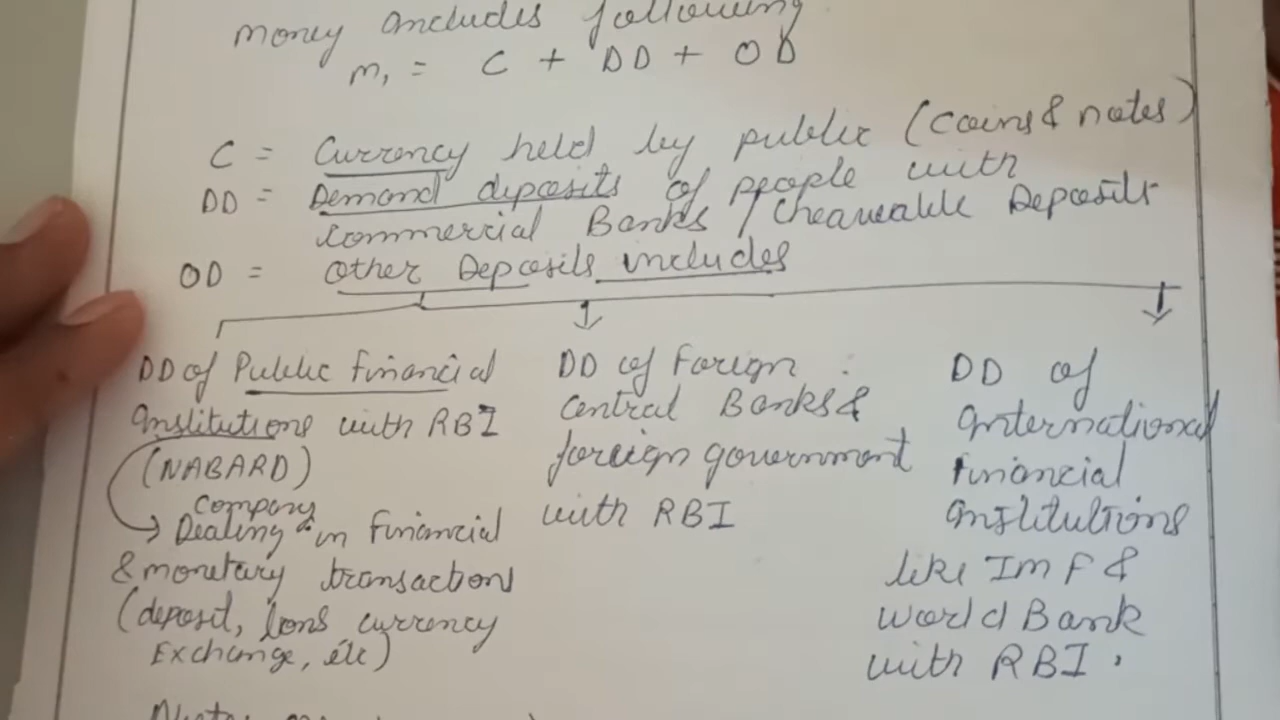 money includes following
M1 = C + DD + OD
C = Currency held by public (coins & notes)
DD = Demand deposits of people with
commercial Banks / Cheaqueable Deposits
OD = other Deposits includes
DD of Public Financial
institutions with RBI
(NABARD)
Company
Dealing in Financial
& monetary transactions
(deposit, lons currency
Exchange, etc)
DD of Foriegn
central Banks &
foreign government
with RBI
DD of
international
financial
institutions
like Imf &
world Bank
with RBI.